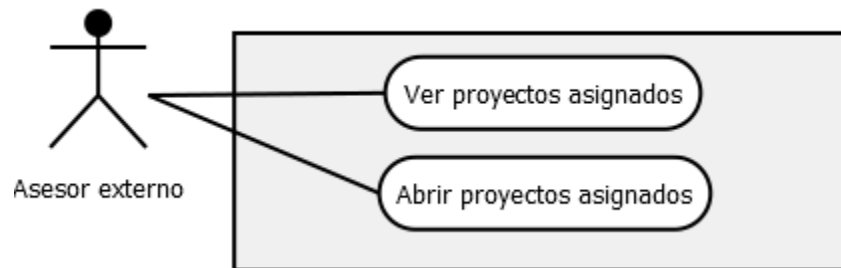 Ver proyectos asignados
Asesor externo
Abrir proyectos asignados